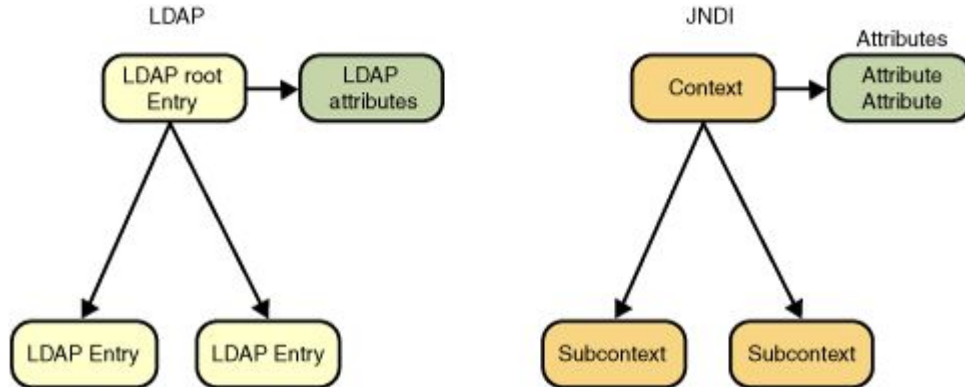 LDAP
LDAP root
Entry
LDAP
attributes
LDAP Entry
LDAP Entry
JNDI
Attributes
Context
Attribute
Attribute
Subcontext
Subcontext